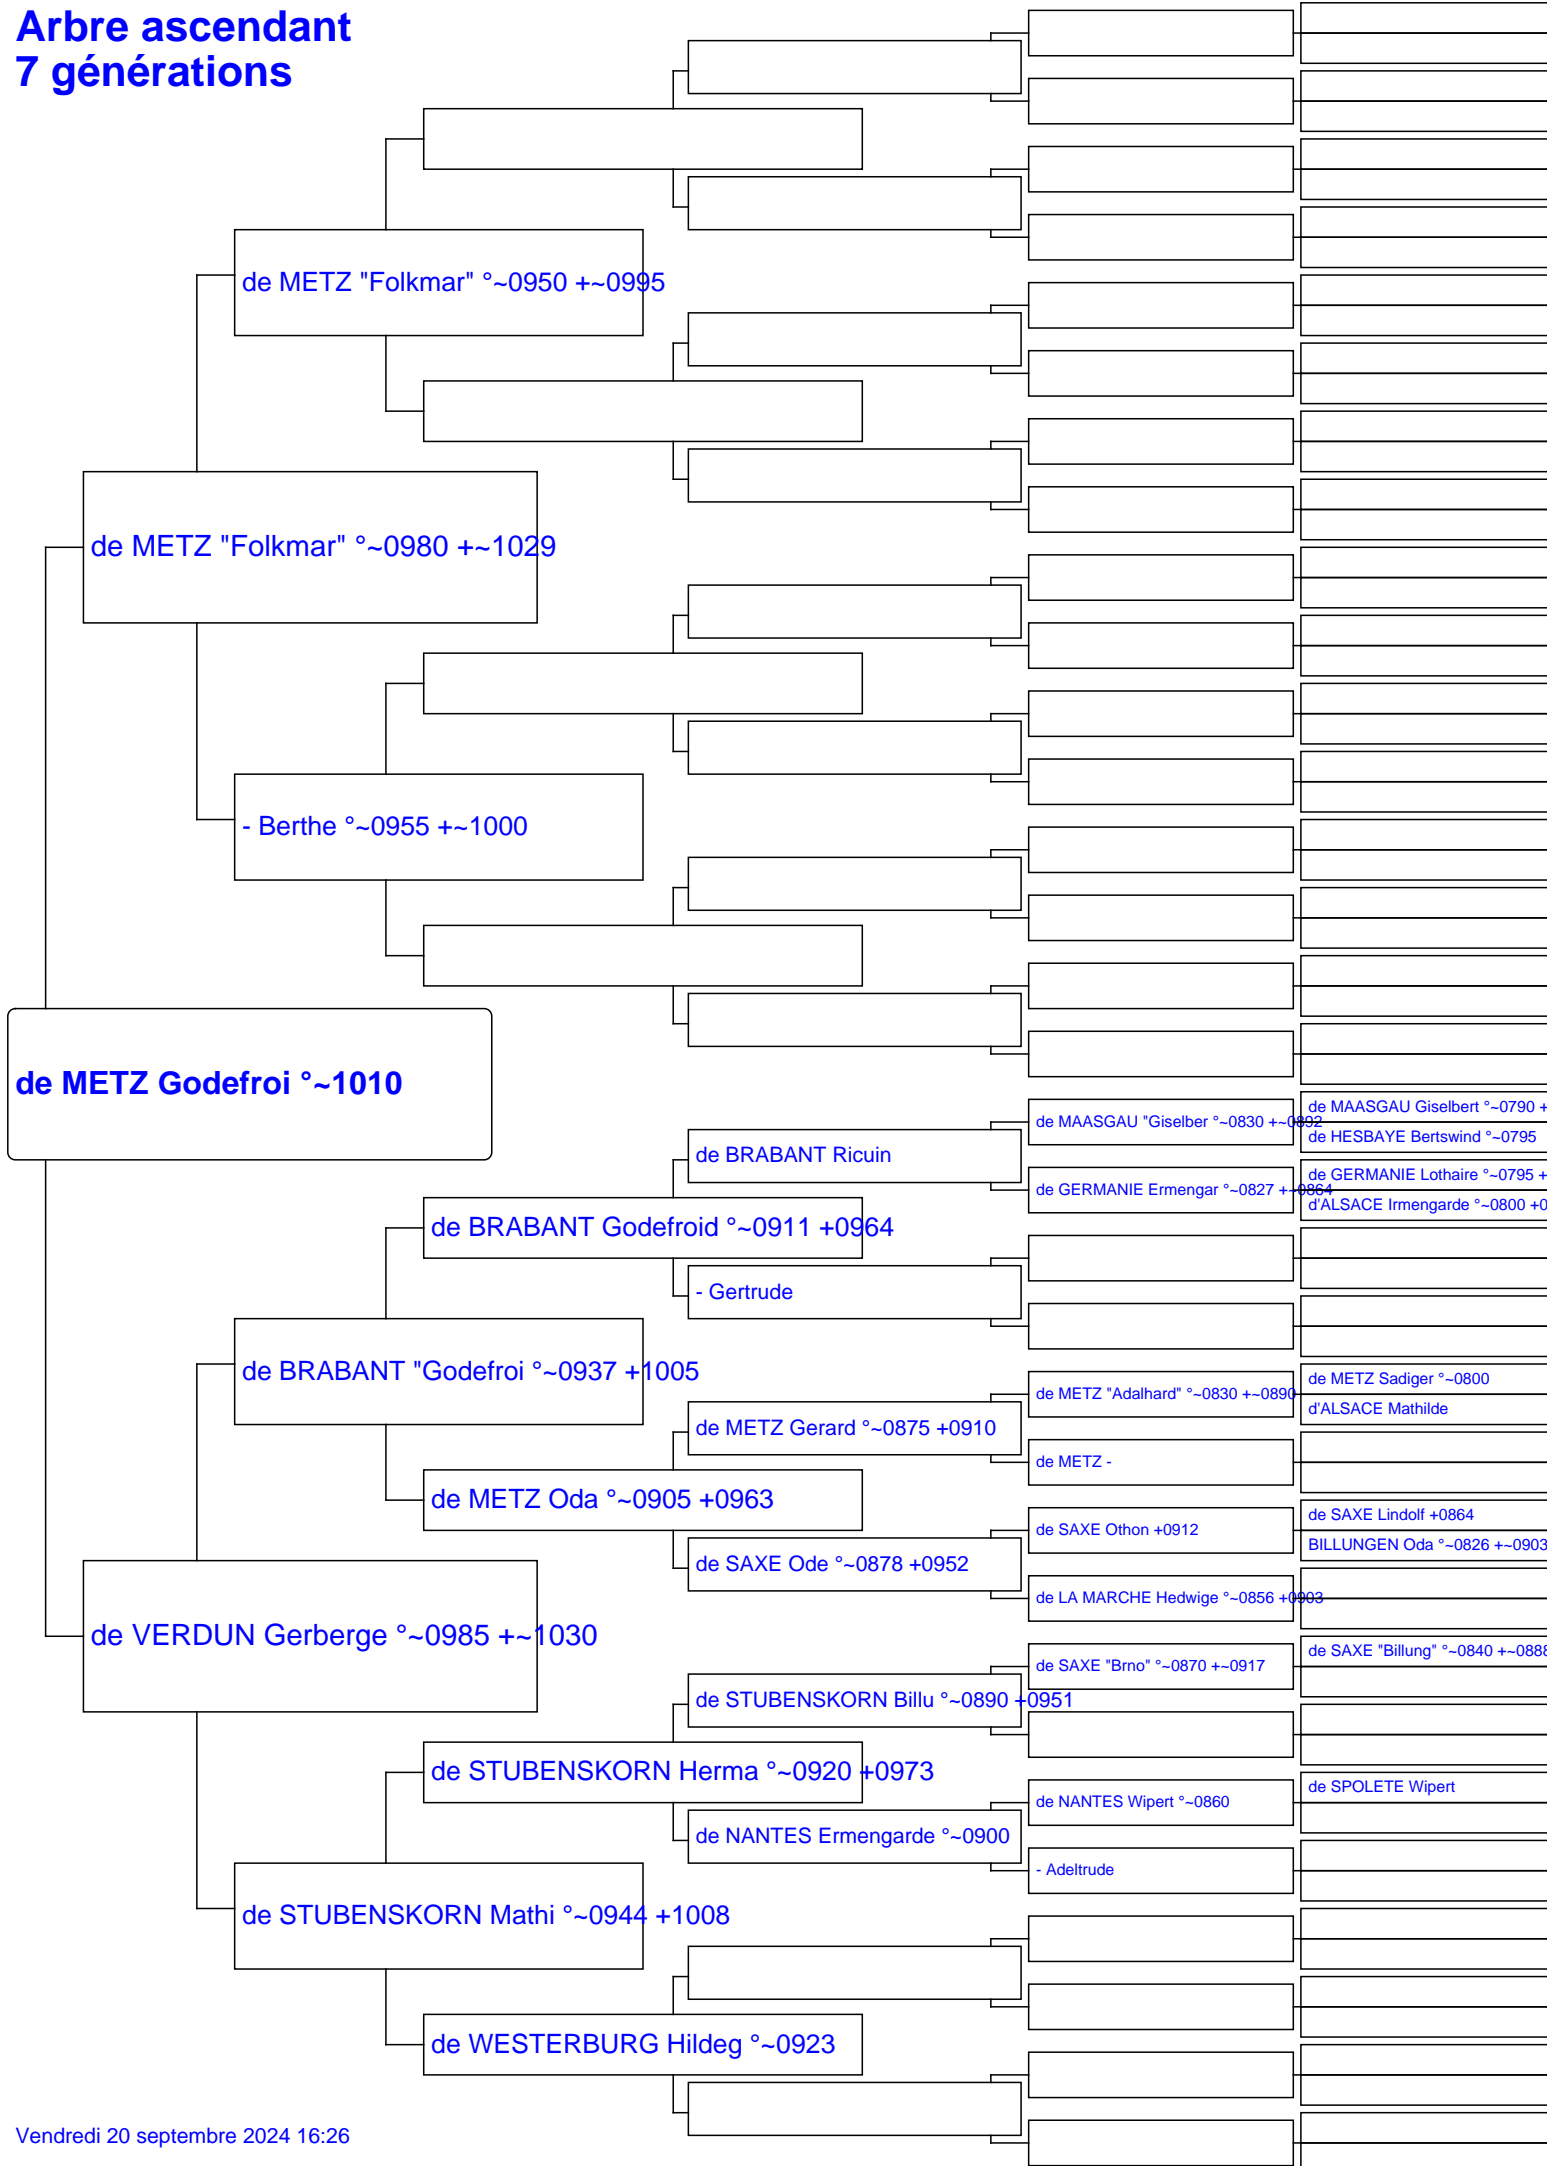 Arbre ascendant
7 générations
de METZ "Folkmar" °~0950 +~0995
de METZ "Folkmar" °~0980 +~1029
- Berthe °~0955 +~1000
de METZ Godefroi °~1010
de MAASGAU "Giselber °~0830 +~0892
de MAASGAU Giselbert °~0790 +
de HESBAYE Bertswind °~0795
de BRABANT Ricuin
de GERMANIE Ermengar °~0827 +~0864
de GERMANIE Lothaire °~0795 +
d'ALSACE Irmengarde °~0800 +0
de BRABANT Godefroid °~0911 +0964
- Gertrude
de BRABANT "Godefroi °~0937 +1005
de METZ "Adalhard" °~0830 +~0890
de METZ Sadiger °~0800
d'ALSACE Mathilde
de METZ Gerard °~0875 +0910
de METZ -
de METZ Oda °~0905 +0963
de SAXE Othon +0912
de SAXE Lindolf +0864
BILLUNGEN Oda °~0826 +~0903
de SAXE Ode °~0878 +0952
de LA MARCHE Hedwige °~0856 +0903
de VERDUN Gerberge °~0985 +~1030
de SAXE "Brno" °~0870 +~0917
de SAXE "Billung" °~0840 +~0888
de STUBENSKORN Billu °~0890 +0951
de STUBENSKORN Herma °~0920 +0973
de NANTES Wipert °~0860
de SPOLETE Wipert
de NANTES Ermengarde °~0900
- Adeltrude
de STUBENSKORN Mathi °~0944 +1008
de WESTERBURG Hildeg °~0923
Vendredi 20 septembre 2024 16:26